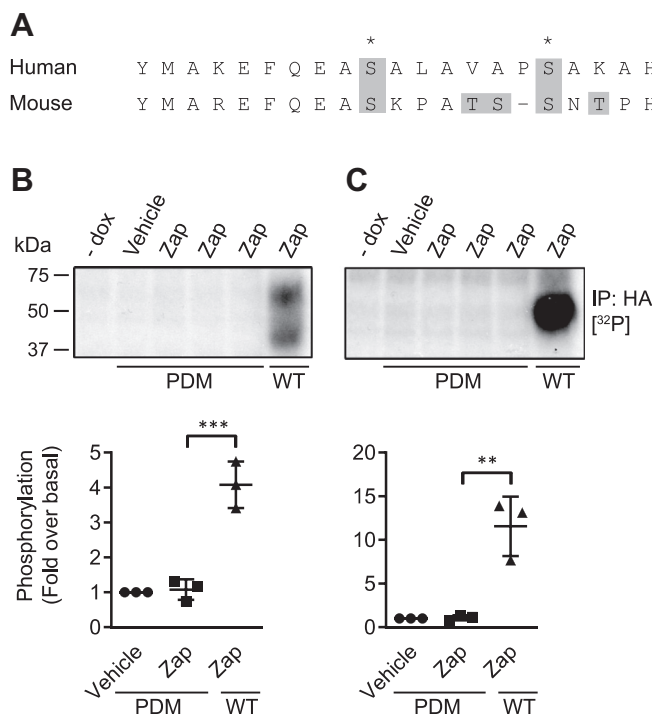 A
* *
Human Y M A K E F Q E A S A L A V A P S A K A H
Mouse Y M A R E F Q E A S K P A T S - S N T P H
B C
- dox Vehicle Zap Zap Zap Zap - dox Vehicle Zap Zap Zap Zap
kDa
75
50
37
IP: HA
[³²P]
PDM WT PDM WT
Phosphorylation
(Fold over basal)
***
5
4
3
2
1
0
Vehicle Zap Zap
PDM WT
**
20
15
10
5
0
Vehicle Zap Zap
PDM WT